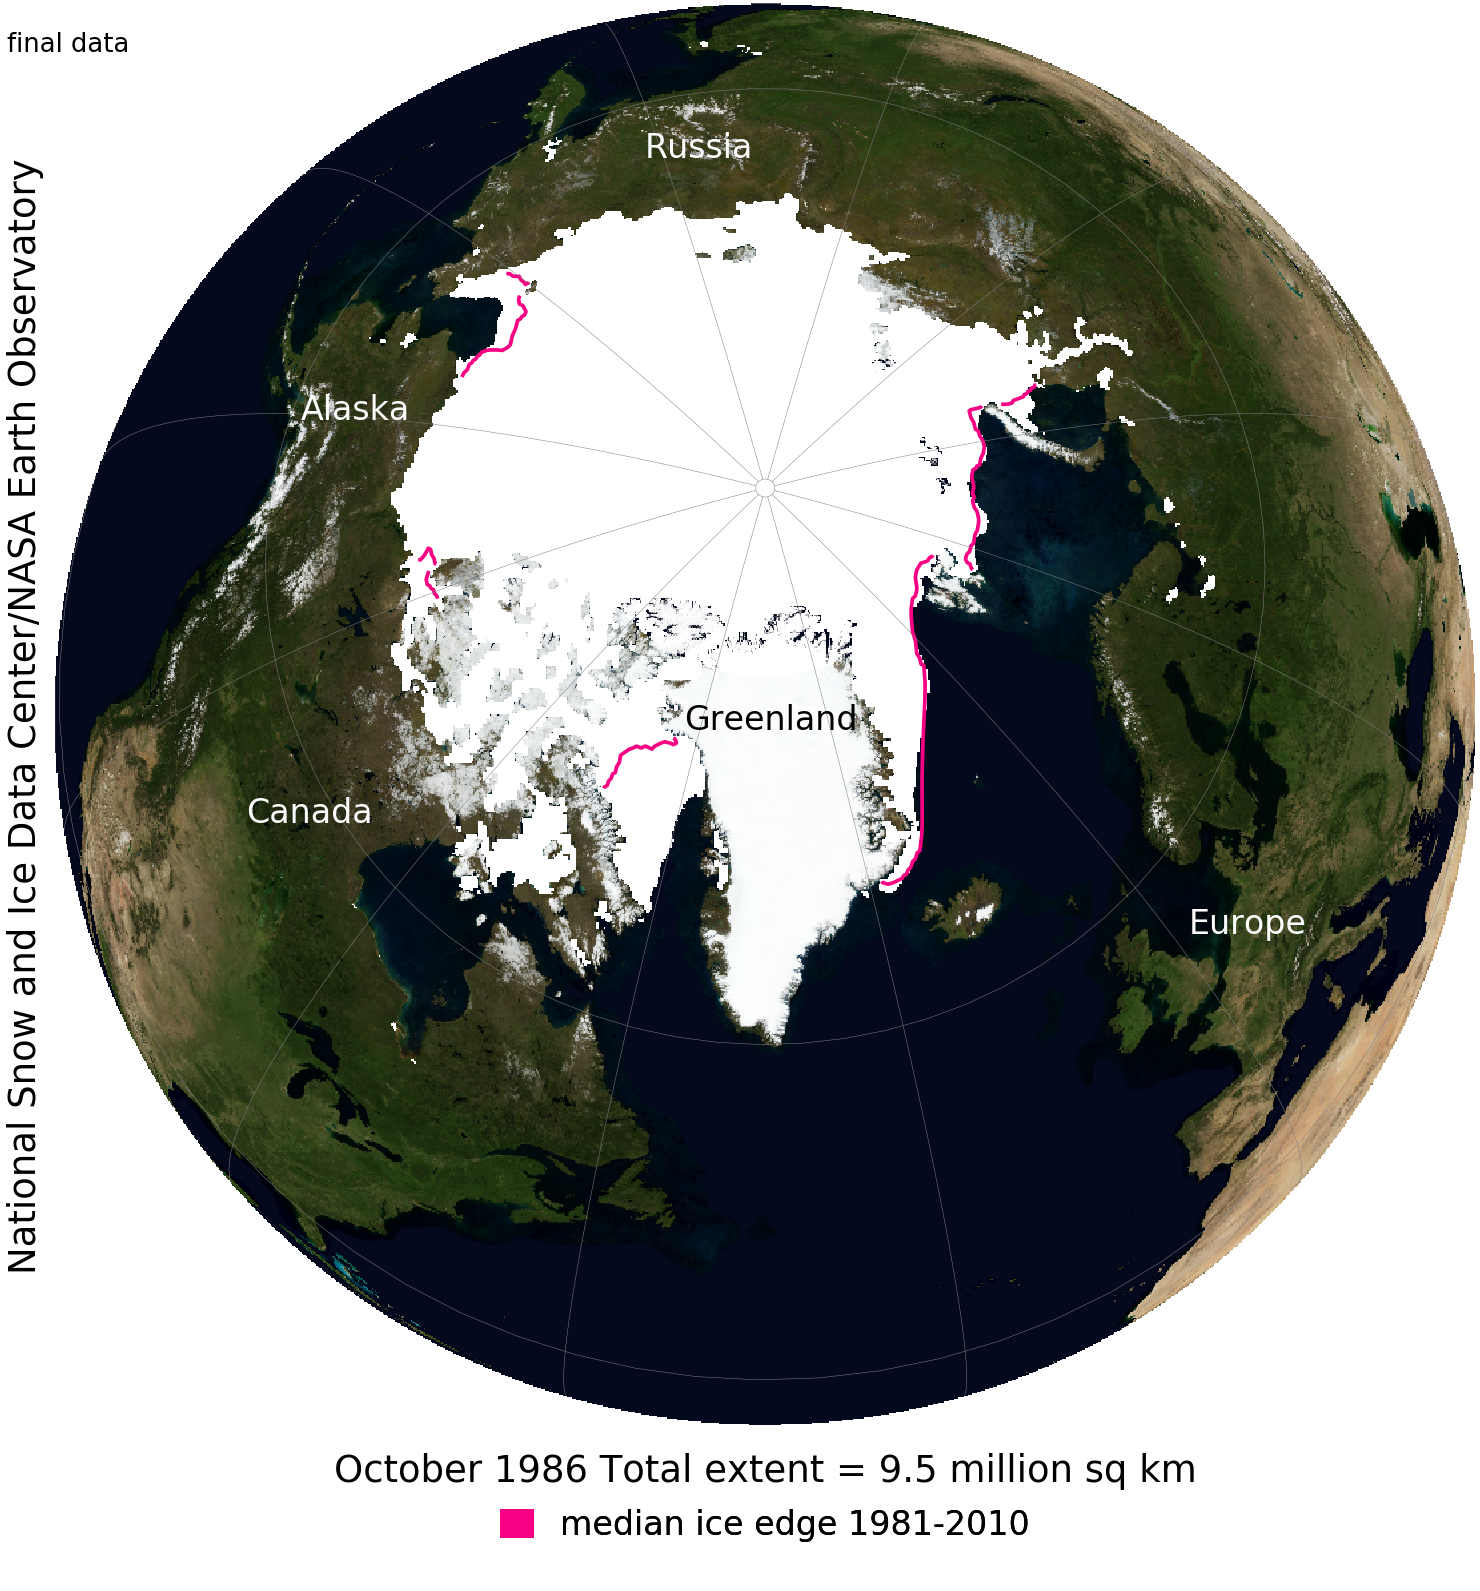 final data
National Snow and Ice Data Center/NASA Earth Observatory
Russia
Alaska
Greenland
Canada
Europe
October 1986 Total extent = 9.5 million sq km
median ice edge 1981-2010